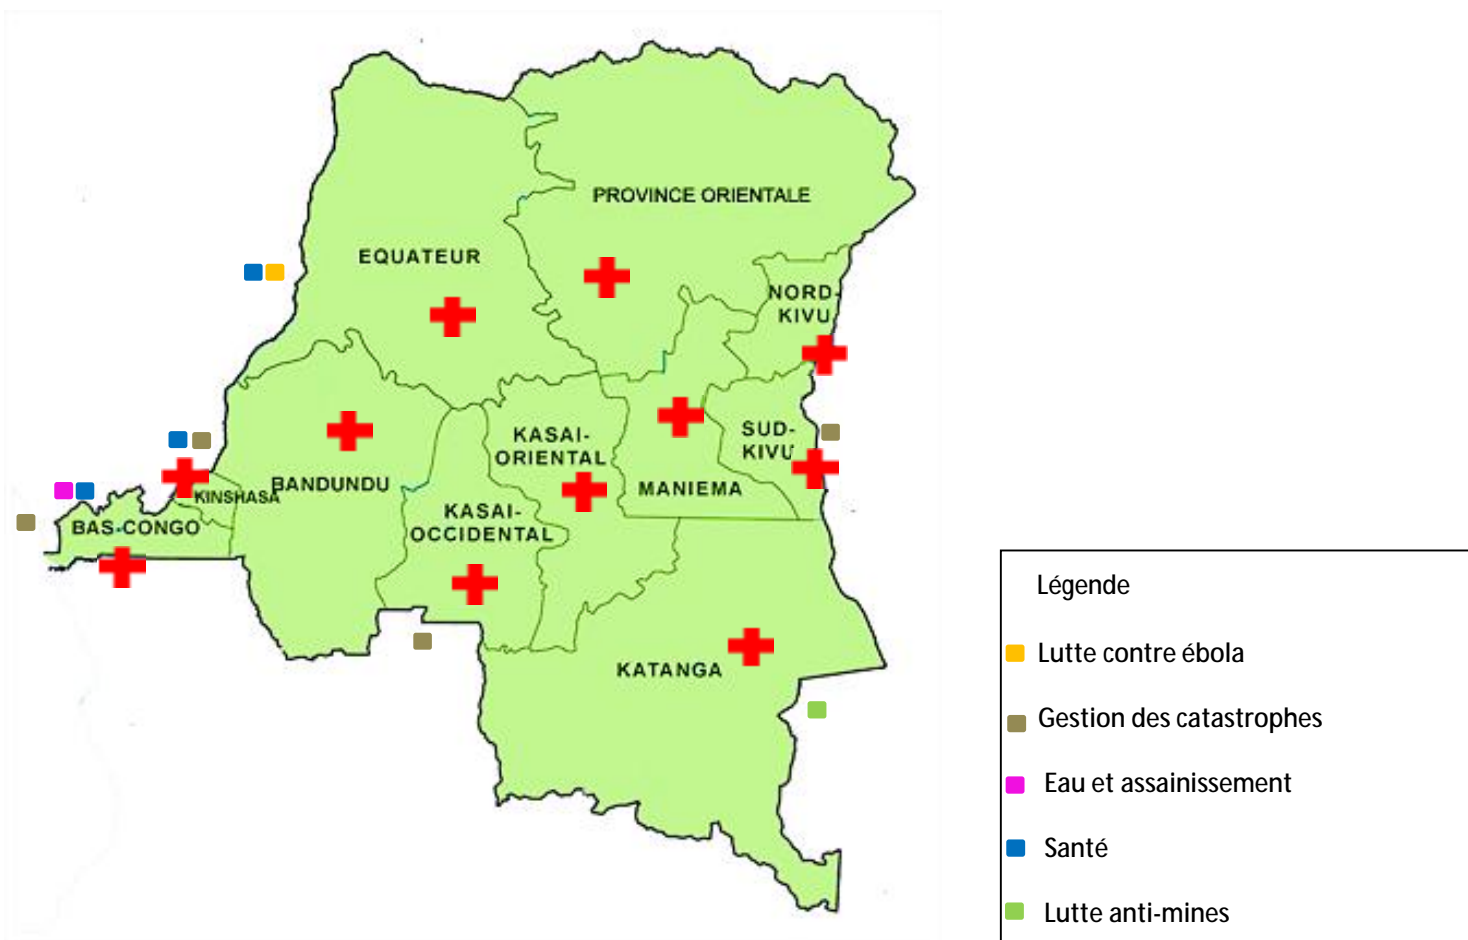 PROVINCE ORIENTALE
EQUATEUR
NORD-
KIVU
KASAI-
ORIENTAL
SUD-
KIVU
BANDUNDU
KINSHASA
MANIEMA
BAS-CONGO
KASAI-
OCCIDENTAL
KATANGA
Légende
Lutte contre ébola
Gestion des catastrophes
Eau et assainissement
Santé
Lutte anti-mines